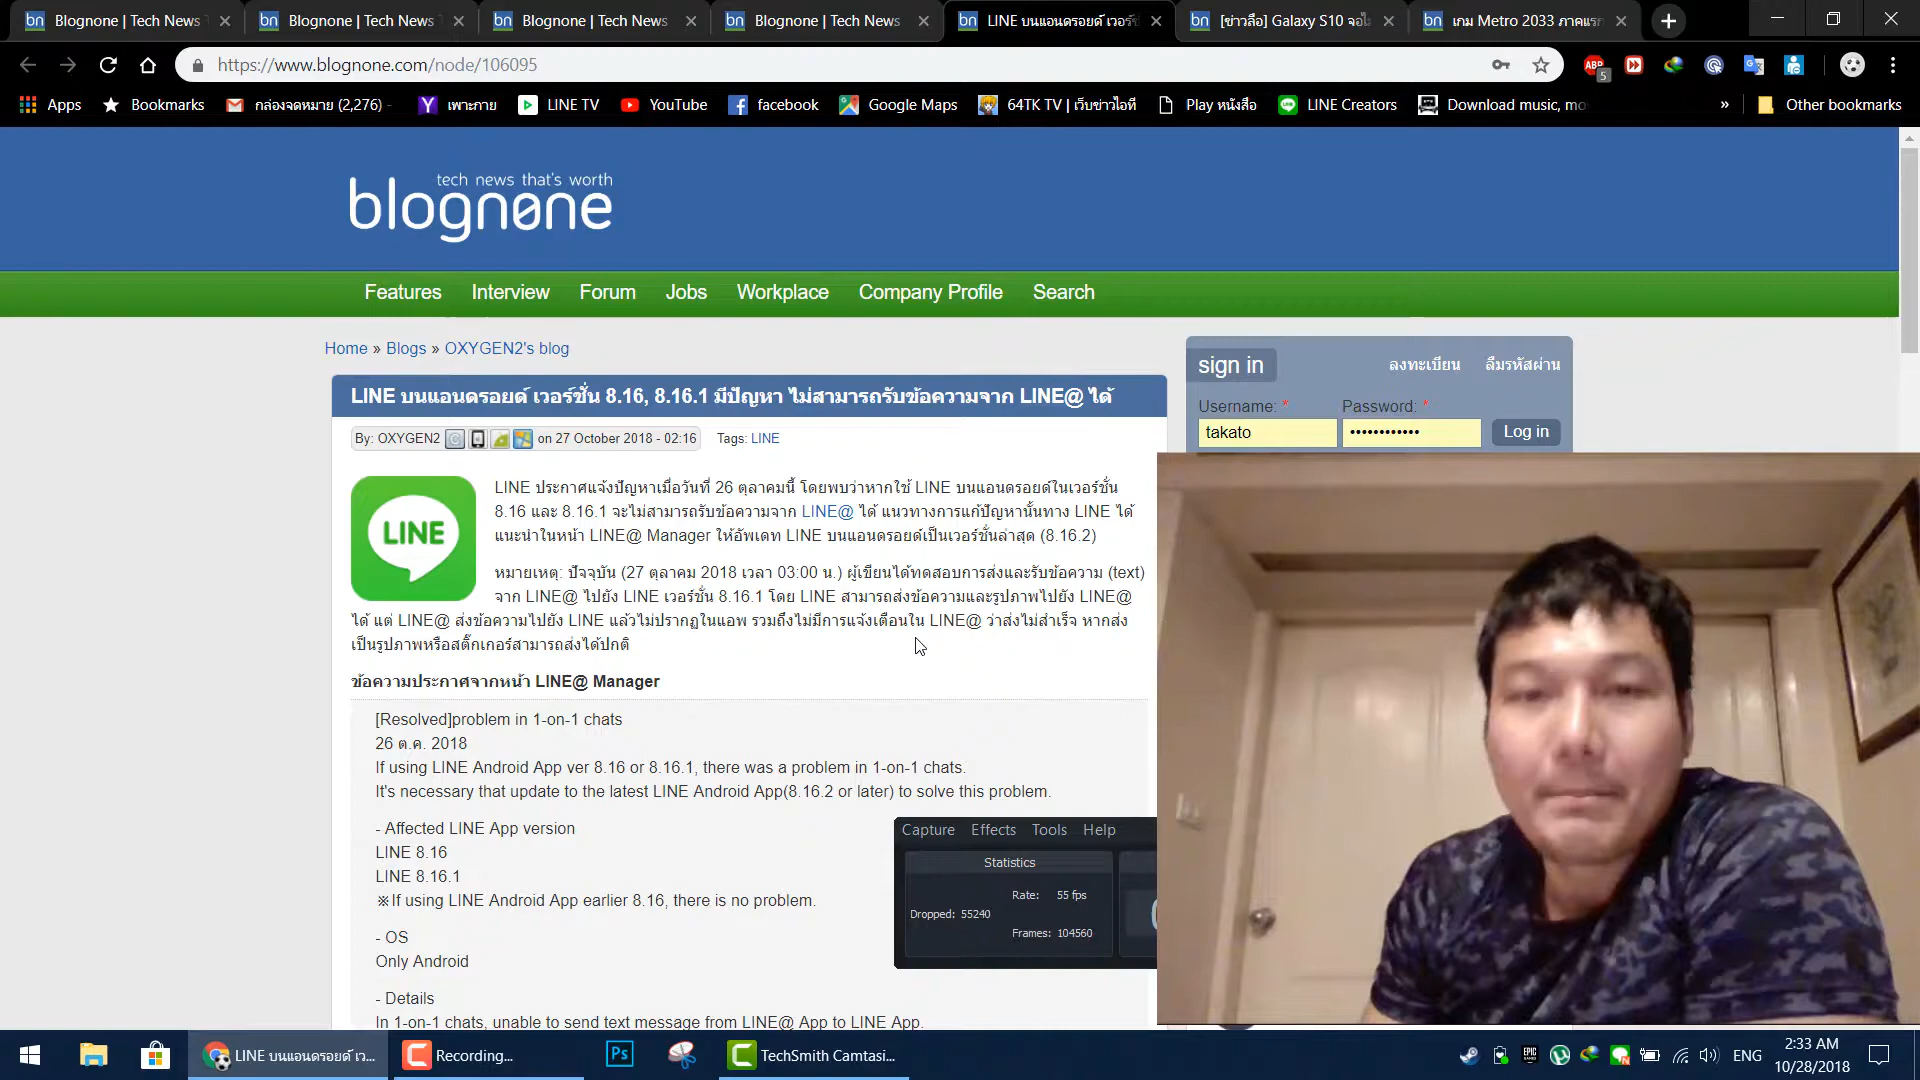 Blognone | Tech News
Blognone | Tech News
Blognone | Tech News
Blognone | Tech News
LINE บนแอนดรอยด์ เวอร์ชั่
[ข่าวลือ] Galaxy S10 จอไ
เกม Metro 2033 ภาคแรก
https://www.blognone.com/node/106095
ABP
5
Apps
Bookmarks
กล่องจดหมาย (2,276) -
เพาะกาย
LINE TV
YouTube
facebook
Google Maps
64TK TV | เว็บข่าวไอที
Play หนังสือ
LINE Creators
Download music, mo
»
Other bookmarks
tech news that's worth
blognone
Features
Interview
Forum
Jobs
Workplace
Company Profile
Search
Home » Blogs » OXYGEN2's blog
sign in
ลงทะเบียน
ลืมรหัสผ่าน
Username: *
Password: *
takato
••••••••••••
Log in
LINE บนแอนดรอยด์ เวอร์ชั่น 8.16, 8.16.1 มีปัญหา ไม่สามารถรับข้อความจาก LINE@ ได้
By: OXYGEN2 on 27 October 2018 - 02:16
Tags: LINE
LINE
LINE ประกาศแจ้งปัญหาเมื่อวันที่ 26 ตุลาคมนี้ โดยพบว่าหากใช้ LINE บนแอนดรอยด์ในเวอร์ชั่น
8.16 และ 8.16.1 จะไม่สามารถรับข้อความจาก LINE@ ได้ แนวทางการแก้ปัญหานั้นทาง LINE ได้
แนะนำในหน้า LINE@ Manager ให้อัพเดท LINE บนแอนดรอยด์เป็นเวอร์ชั่นล่าสุด (8.16.2)
หมายเหตุ: ปัจจุบัน (27 ตุลาคม 2018 เวลา 03:00 น.) ผู้เขียนได้ทดสอบการส่งและรับข้อความ (text)
จาก LINE@ ไปยัง LINE เวอร์ชั่น 8.16.1 โดย LINE สามารถส่งข้อความและรูปภาพไปยัง LINE@
ได้ แต่ LINE@ ส่งข้อความไปยัง LINE แล้วไม่ปรากฏในแอพ รวมถึงไม่มีการแจ้งเตือนใน LINE@ ว่าส่งไม่สำเร็จ หากส่ง
เป็นรูปภาพหรือสติ๊กเกอร์สามารถส่งได้ปกติ
ข้อความประกาศจากหน้า LINE@ Manager
[Resolved]problem in 1-on-1 chats
26 ต.ค. 2018
If using LINE Android App ver 8.16 or 8.16.1, there was a problem in 1-on-1 chats.
It's necessary that update to the latest LINE Android App(8.16.2 or later) to solve this problem.
- Affected LINE App version
LINE 8.16
LINE 8.16.1
※If using LINE Android App earlier 8.16, there is no problem.
- OS
Only Android
- Details
In 1-on-1 chats, unable to send text message from LINE@ App to LINE App.
Capture
Effects
Tools
Help
Statistics
Rate: 55 fps
Dropped: 55240
Frames: 104560
LINE บนแอนดรอยด์ เว...
Recording...
Ps
TechSmith Camtasi...
ENG
2:33 AM
10/28/2018